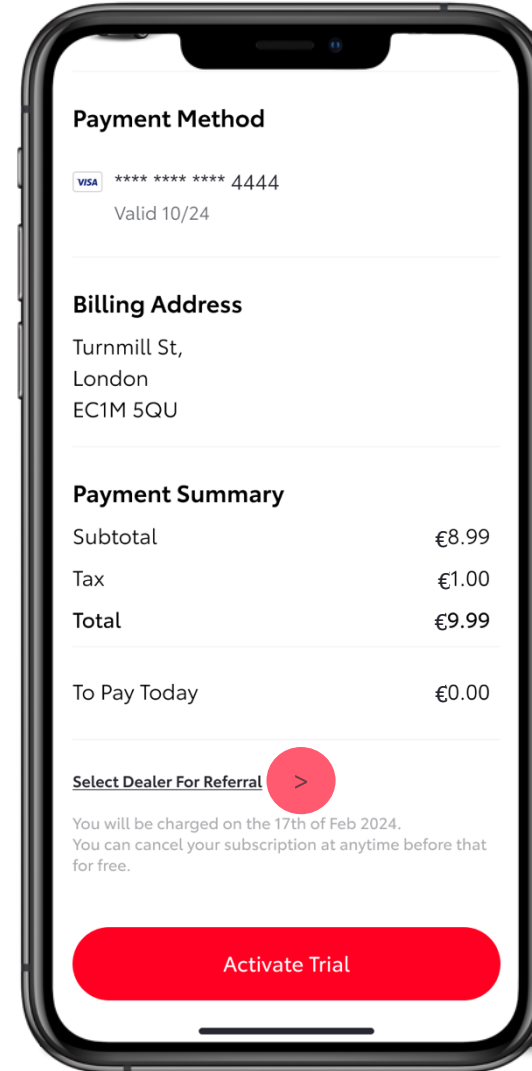 Payment Method
VISA **** **** **** 4444
Valid 10/24
Billing Address
Turnmill St,
London
EC1M 5QU
Payment Summary
Subtotal €8.99
Tax €1.00
Total €9.99
To Pay Today €0.00
Select Dealer For Referral >
You will be charged on the 17th of Feb 2024.
You can cancel your subscription at anytime before that
for free.
Activate Trial